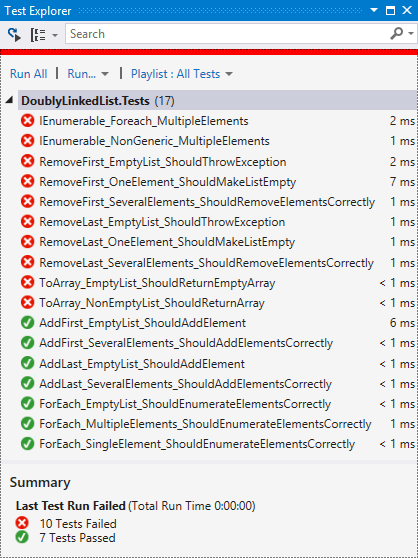 Test Explorer
Search
Run All | Run... | Playlist : All Tests
DoublyLinkedList.Tests (17)
IEnumerable_Foreach_MultipleElements 2 ms
IEnumerable_NonGeneric_MultipleElements 1 ms
RemoveFirst_EmptyList_ShouldThrowException 2 ms
RemoveFirst_OneElement_ShouldMakeListEmpty 7 ms
RemoveFirst_SeveralElements_ShouldRemoveElementsCorrectly 1 ms
RemoveLast_EmptyList_ShouldThrowException 1 ms
RemoveLast_OneElement_ShouldMakeListEmpty 1 ms
RemoveLast_SeveralElements_ShouldRemoveElementsCorrectly 1 ms
ToArray_EmptyList_ShouldReturnEmptyArray < 1 ms
ToArray_NonEmptyList_ShouldReturnArray < 1 ms
AddFirst_EmptyList_ShouldAddElement 6 ms
AddFirst_SeveralElements_ShouldAddElementsCorrectly < 1 ms
AddLast_EmptyList_ShouldAddElement < 1 ms
AddLast_SeveralElements_ShouldAddElementsCorrectly < 1 ms
ForEach_EmptyList_ShouldEnumerateElementsCorrectly < 1 ms
ForEach_MultipleElements_ShouldEnumerateElementsCorrectly 1 ms
ForEach_SingleElement_ShouldEnumerateElementsCorrectly < 1 ms
Summary
Last Test Run Failed (Total Run Time 0:00:00)
10 Tests Failed
7 Tests Passed